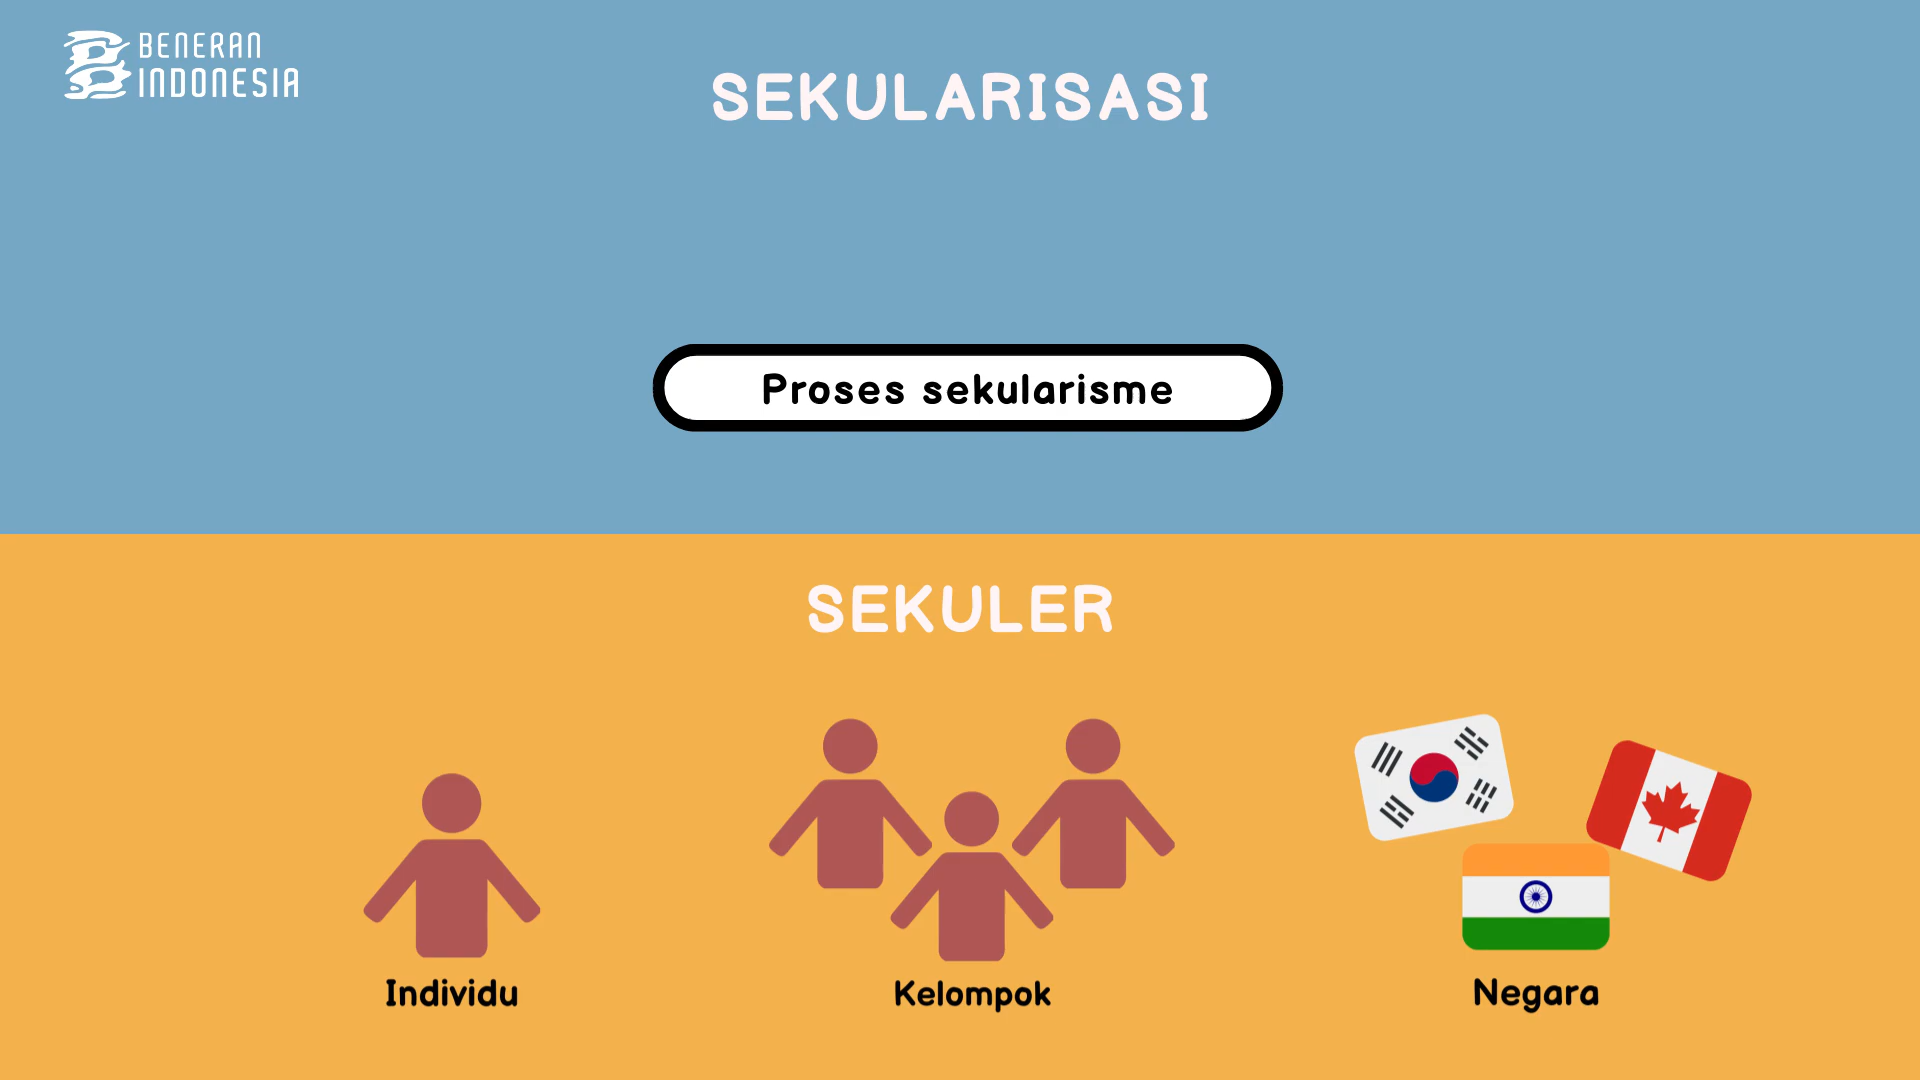 BENERAN
INDONESIA
SEKULARISASI
Proses sekularisme
SEKULER
Individu
Kelompok
Negara